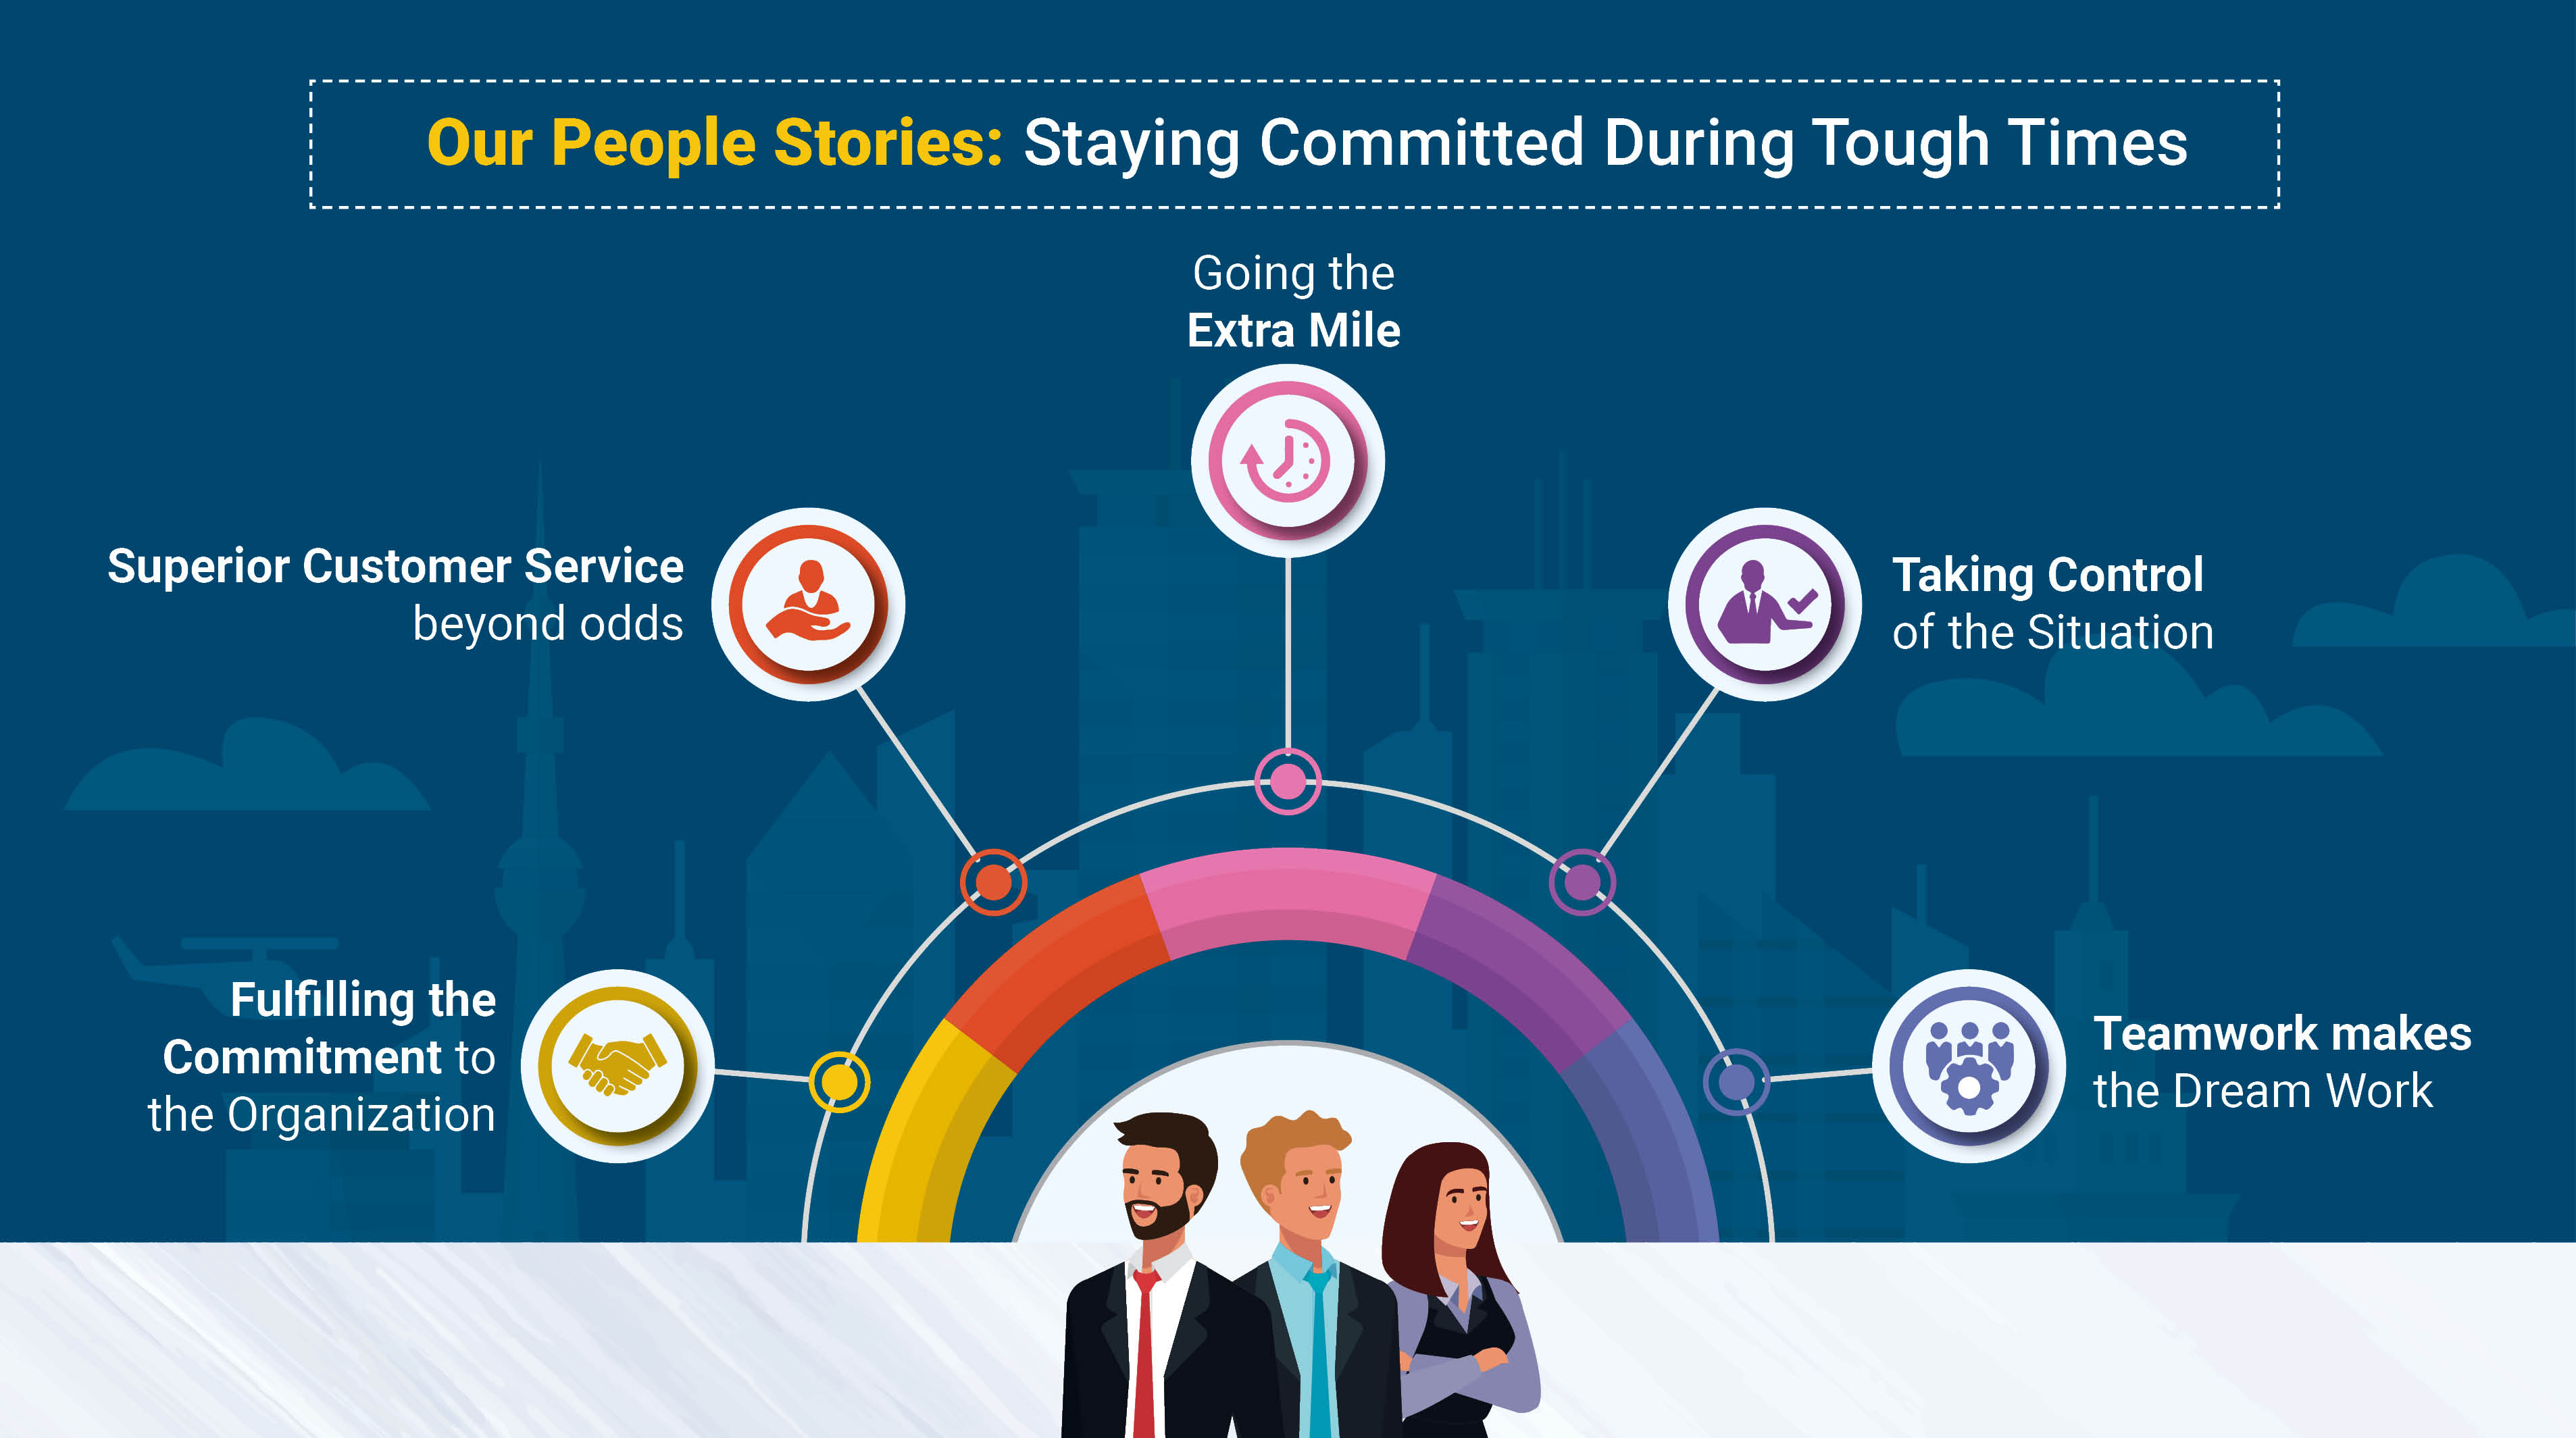 Our People Stories: Staying Committed During Tough Times
Going the
Extra Mile
Superior Customer Service
beyond odds
Taking Control
of the Situation
Fulfilling the
Commitment to
the Organization
Teamwork makes
the Dream Work